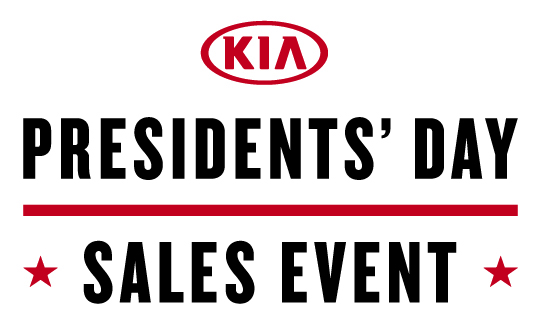 KIA
PRESIDENTS’ DAY
SALES EVENT